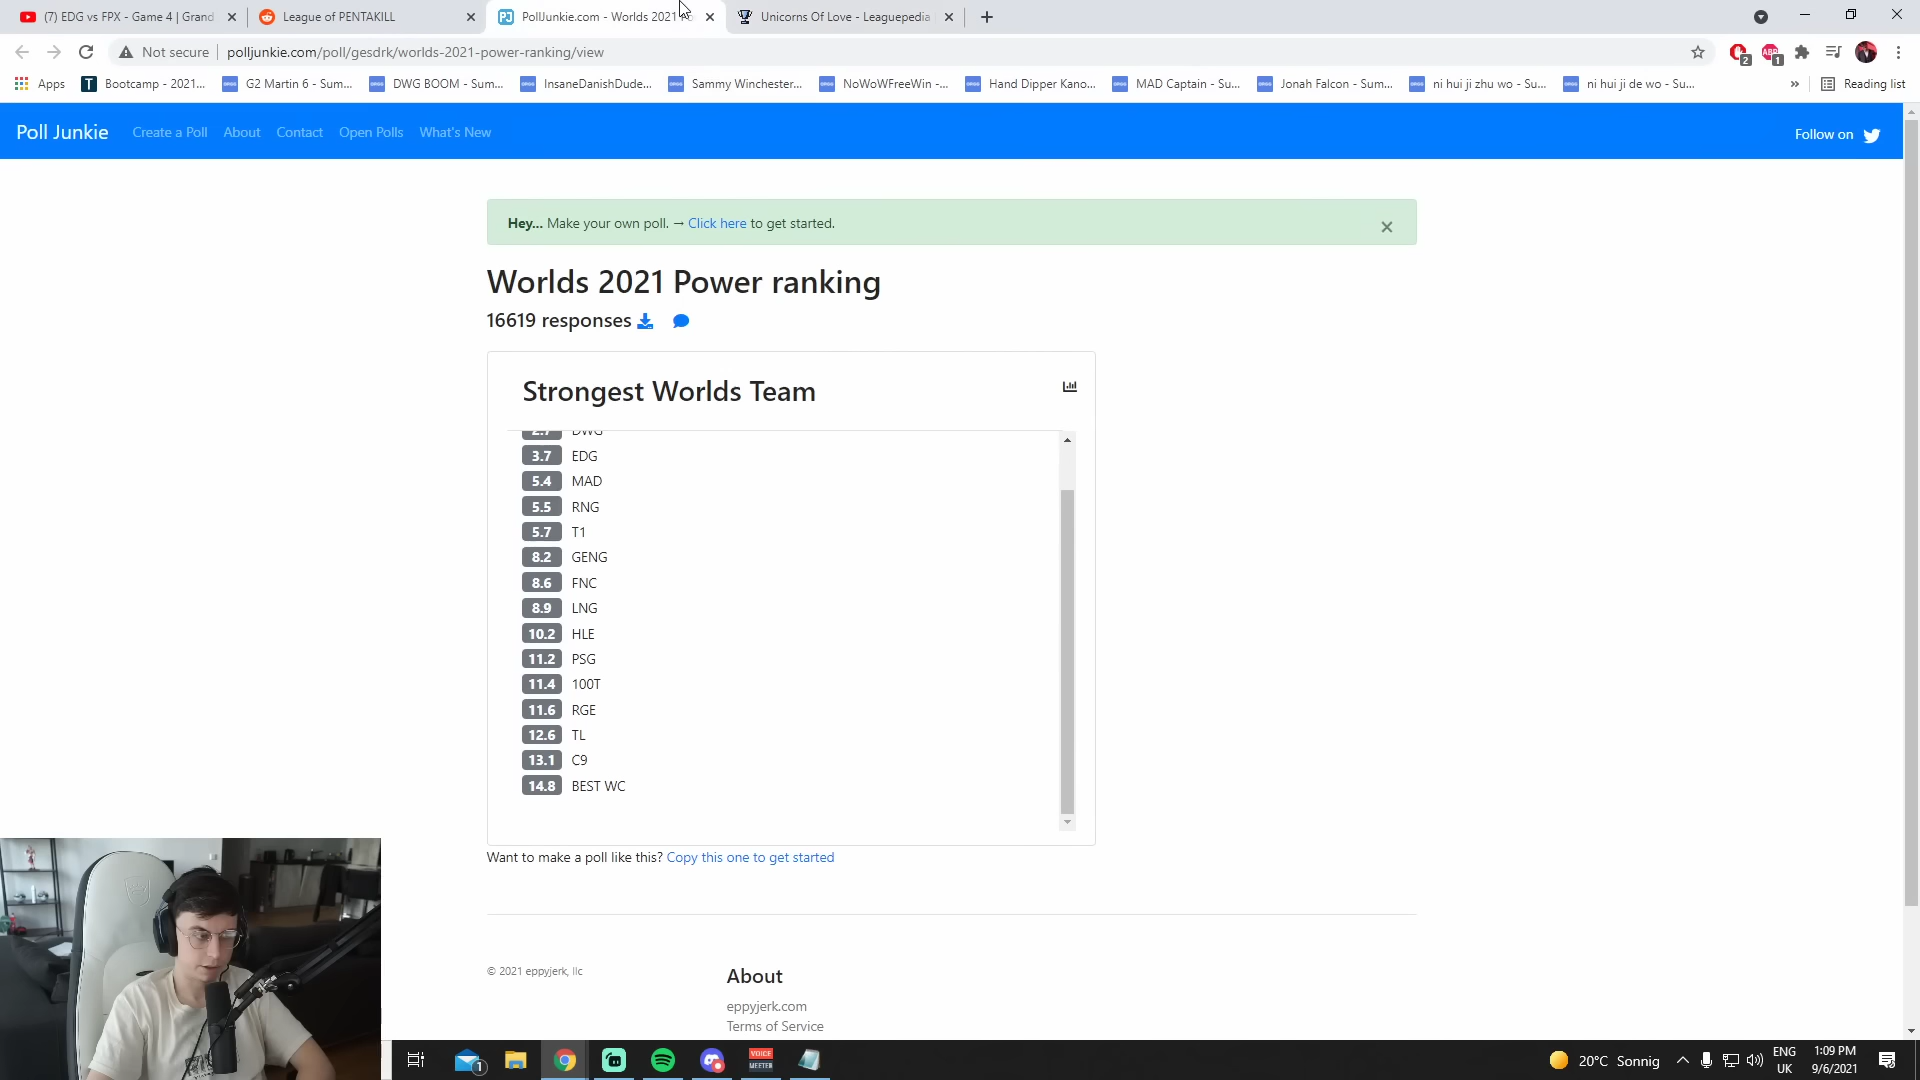 (7) EDG vs FPX - Game 4 | Grand
League of PENTAKILL
PollJunkie.com - Worlds 2021
Unicorns Of Love - Leaguepedia
Not secure
polljunkie.com/poll/gesdrk/worlds-2021-power-ranking/view
2
ABP
1
Apps
Bootcamp - 2021...
G2 Martin 6 - Sum...
DWG BOOM - Sum...
InsaneDanishDude...
Sammy Winchester...
NoWoWFreeWin -...
Hand Dipper Kano...
MAD Captain - Su...
Jonah Falcon - Sum...
ni hui ji zhu wo - Su...
ni hui ji de wo - Su...
»
Reading list
Poll Junkie
Create a Poll
About
Contact
Open Polls
What's New
Follow on
Hey... Make your own poll. → Click here to get started.
×
Worlds 2021 Power ranking
16619 responses
Strongest Worlds Team
2.7 DWG
3.7 EDG
5.4 MAD
5.5 RNG
5.7 T1
8.2 GENG
8.6 FNC
8.9 LNG
10.2 HLE
11.2 PSG
11.4 100T
11.6 RGE
12.6 TL
13.1 C9
14.8 BEST WC
Want to make a poll like this? Copy this one to get started
© 2021 eppyjerk, llc
About
eppyjerk.com
Terms of Service
1
VOICE
MEETER
20°C Sonnig
ENG
UK
1:09 PM
9/6/2021